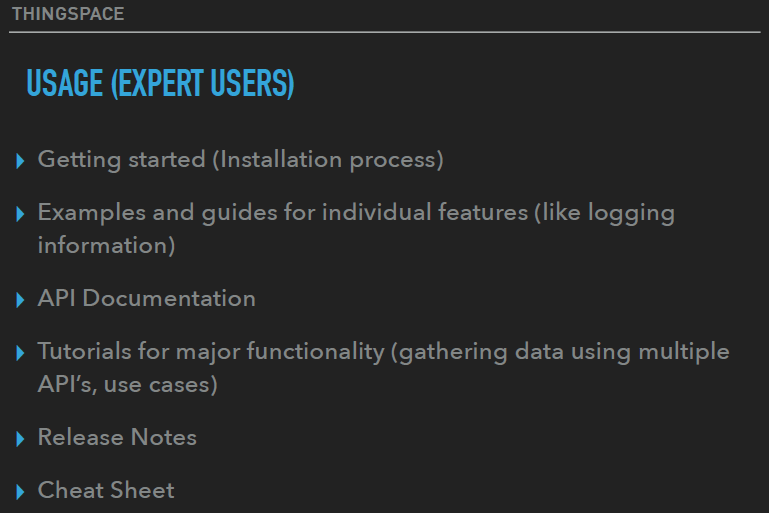 THINGSPACE
USAGE (EXPERT USERS)
Getting started (Installation process)
Examples and guides for individual features (like logging
information)
API Documentation
Tutorials for major functionality (gathering data using multiple
API’s, use cases)
Release Notes
Cheat Sheet